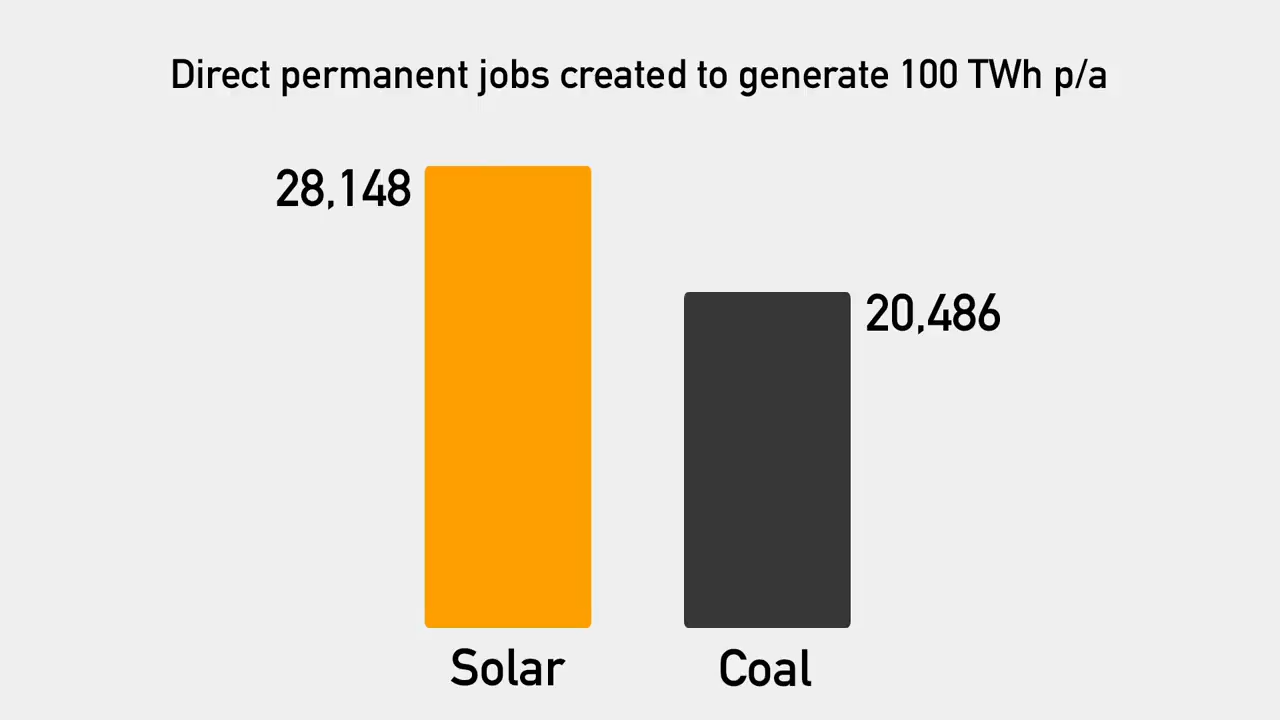 Direct permanent jobs created to generate 100 TWh p/a
28,148
20,486
Solar
Coal